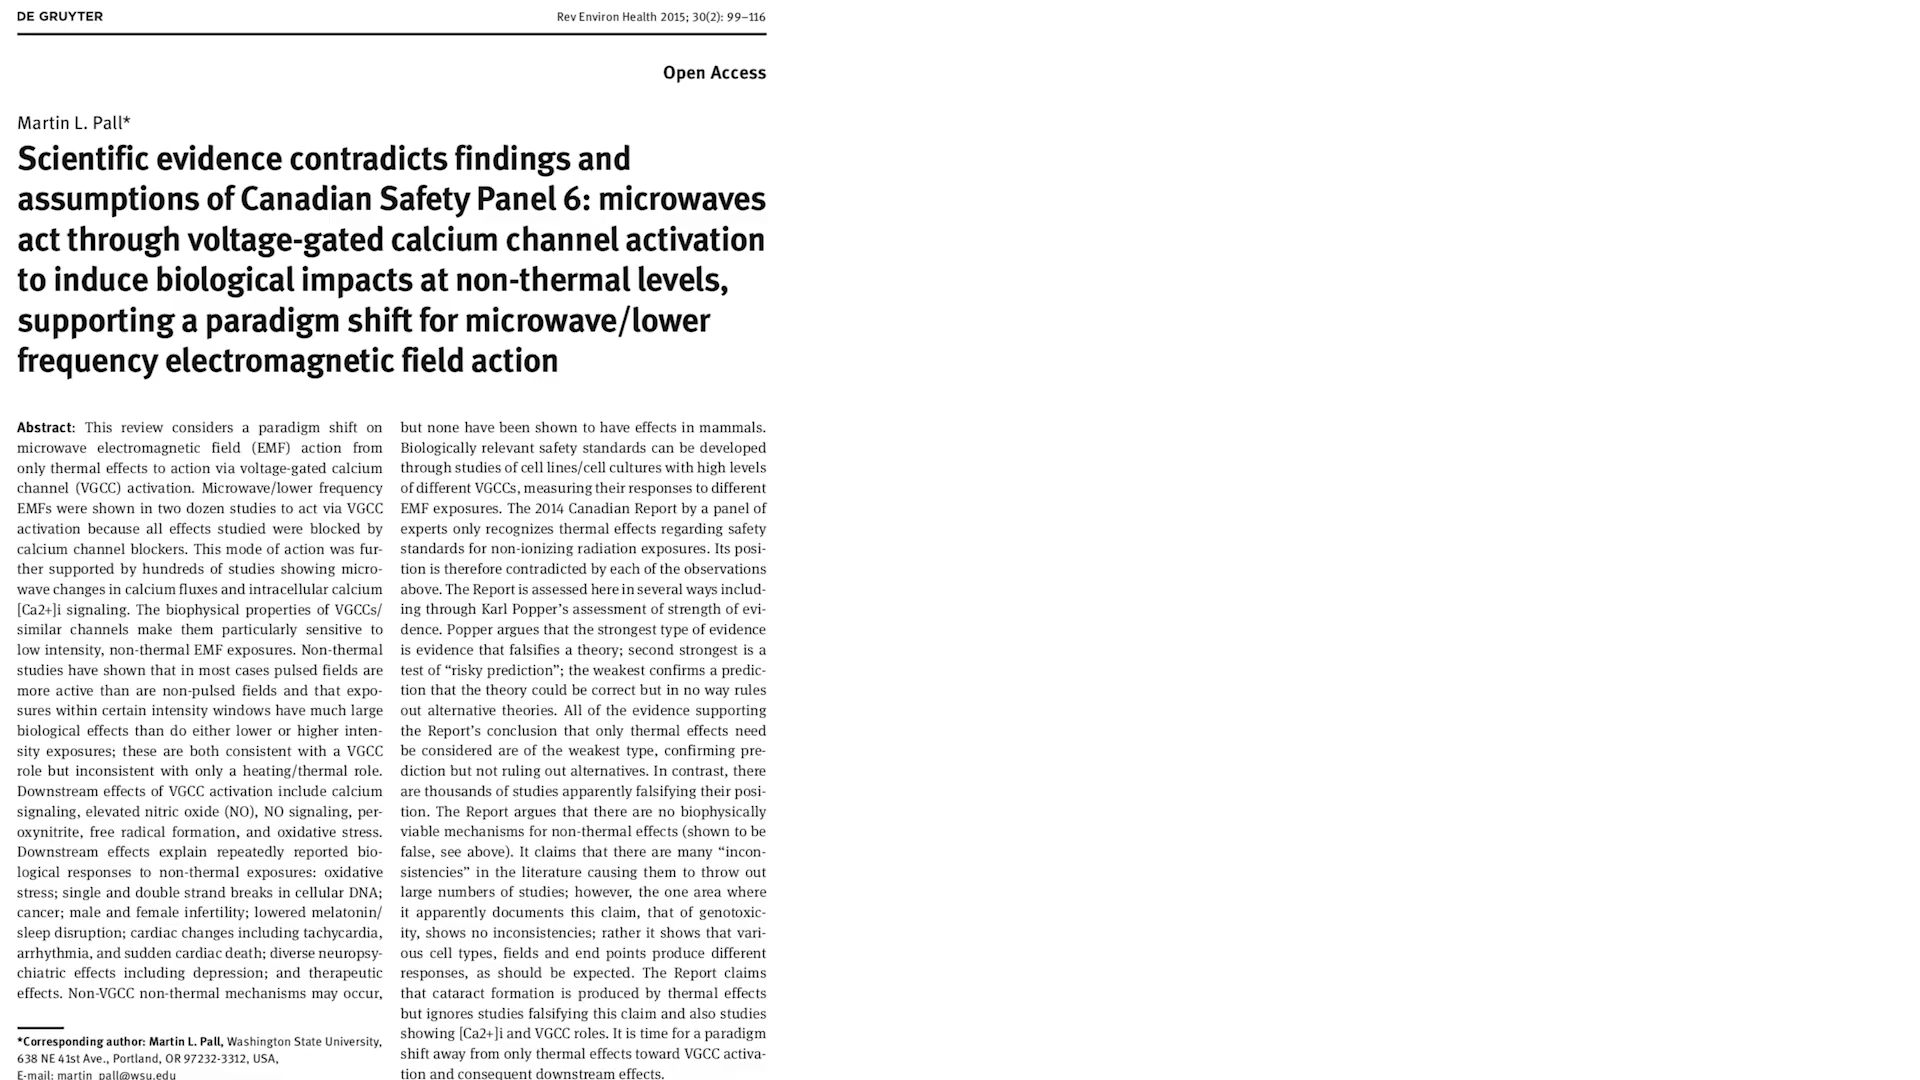 DE GRUYTER
Rev Environ Health 2015; 30(2): 99–116
Open Access
Martin L. Pall*
Scientific evidence contradicts findings and
assumptions of Canadian Safety Panel 6: microwaves
act through voltage-gated calcium channel activation
to induce biological impacts at non-thermal levels,
supporting a paradigm shift for microwave/lower
frequency electromagnetic field action
Abstract: This review considers a paradigm shift on
microwave electromagnetic field (EMF) action from
only thermal effects to action via voltage-gated calcium
channel (VGCC) activation. Microwave/lower frequency
EMFs were shown in two dozen studies to act via VGCC
activation because all effects studied were blocked by
calcium channel blockers. This mode of action was fur-
ther supported by hundreds of studies showing micro-
wave changes in calcium fluxes and intracellular calcium
[Ca2+]i signaling. The biophysical properties of VGCCs/
similar channels make them particularly sensitive to
low intensity, non-thermal EMF exposures. Non-thermal
studies have shown that in most cases pulsed fields are
more active than are non-pulsed fields and that expo-
sures within certain intensity windows have much large
biological effects than do either lower or higher inten-
sity exposures; these are both consistent with a VGCC
role but inconsistent with only a heating/thermal role.
Downstream effects of VGCC activation include calcium
signaling, elevated nitric oxide (NO), NO signaling, per-
oxynitrite, free radical formation, and oxidative stress.
Downstream effects explain repeatedly reported bio-
logical responses to non-thermal exposures: oxidative
stress; single and double strand breaks in cellular DNA;
cancer; male and female infertility; lowered melatonin/
sleep disruption; cardiac changes including tachycardia,
arrhythmia, and sudden cardiac death; diverse neuropsy-
chiatric effects including depression; and therapeutic
effects. Non-VGCC non-thermal mechanisms may occur,
*Corresponding author: Martin L. Pall, Washington State University,
638 NE 41st Ave., Portland, OR 97232-3312, USA,
E-mail: martin_pall@wsu.edu
but none have been shown to have effects in mammals.
Biologically relevant safety standards can be developed
through studies of cell lines/cell cultures with high levels
of different VGCCs, measuring their responses to different
EMF exposures. The 2014 Canadian Report by a panel of
experts only recognizes thermal effects regarding safety
standards for non-ionizing radiation exposures. Its posi-
tion is therefore contradicted by each of the observations
above. The Report is assessed here in several ways includ-
ing through Karl Popper’s assessment of strength of evi-
dence. Popper argues that the strongest type of evidence
is evidence that falsifies a theory; second strongest is a
test of “risky prediction”; the weakest confirms a predic-
tion that the theory could be correct but in no way rules
out alternative theories. All of the evidence supporting
the Report’s conclusion that only thermal effects need
be considered are of the weakest type, confirming pre-
diction but not ruling out alternatives. In contrast, there
are thousands of studies apparently falsifying their posi-
tion. The Report argues that there are no biophysically
viable mechanisms for non-thermal effects (shown to be
false, see above). It claims that there are many “incon-
sistencies” in the literature causing them to throw out
large numbers of studies; however, the one area where
it apparently documents this claim, that of genotoxic-
ity, shows no inconsistencies; rather it shows that vari-
ous cell types, fields and end points produce different
responses, as should be expected. The Report claims
that cataract formation is produced by thermal effects
but ignores studies falsifying this claim and also studies
showing [Ca2+]i and VGCC roles. It is time for a paradigm
shift away from only thermal effects toward VGCC activa-
tion and consequent downstream effects.